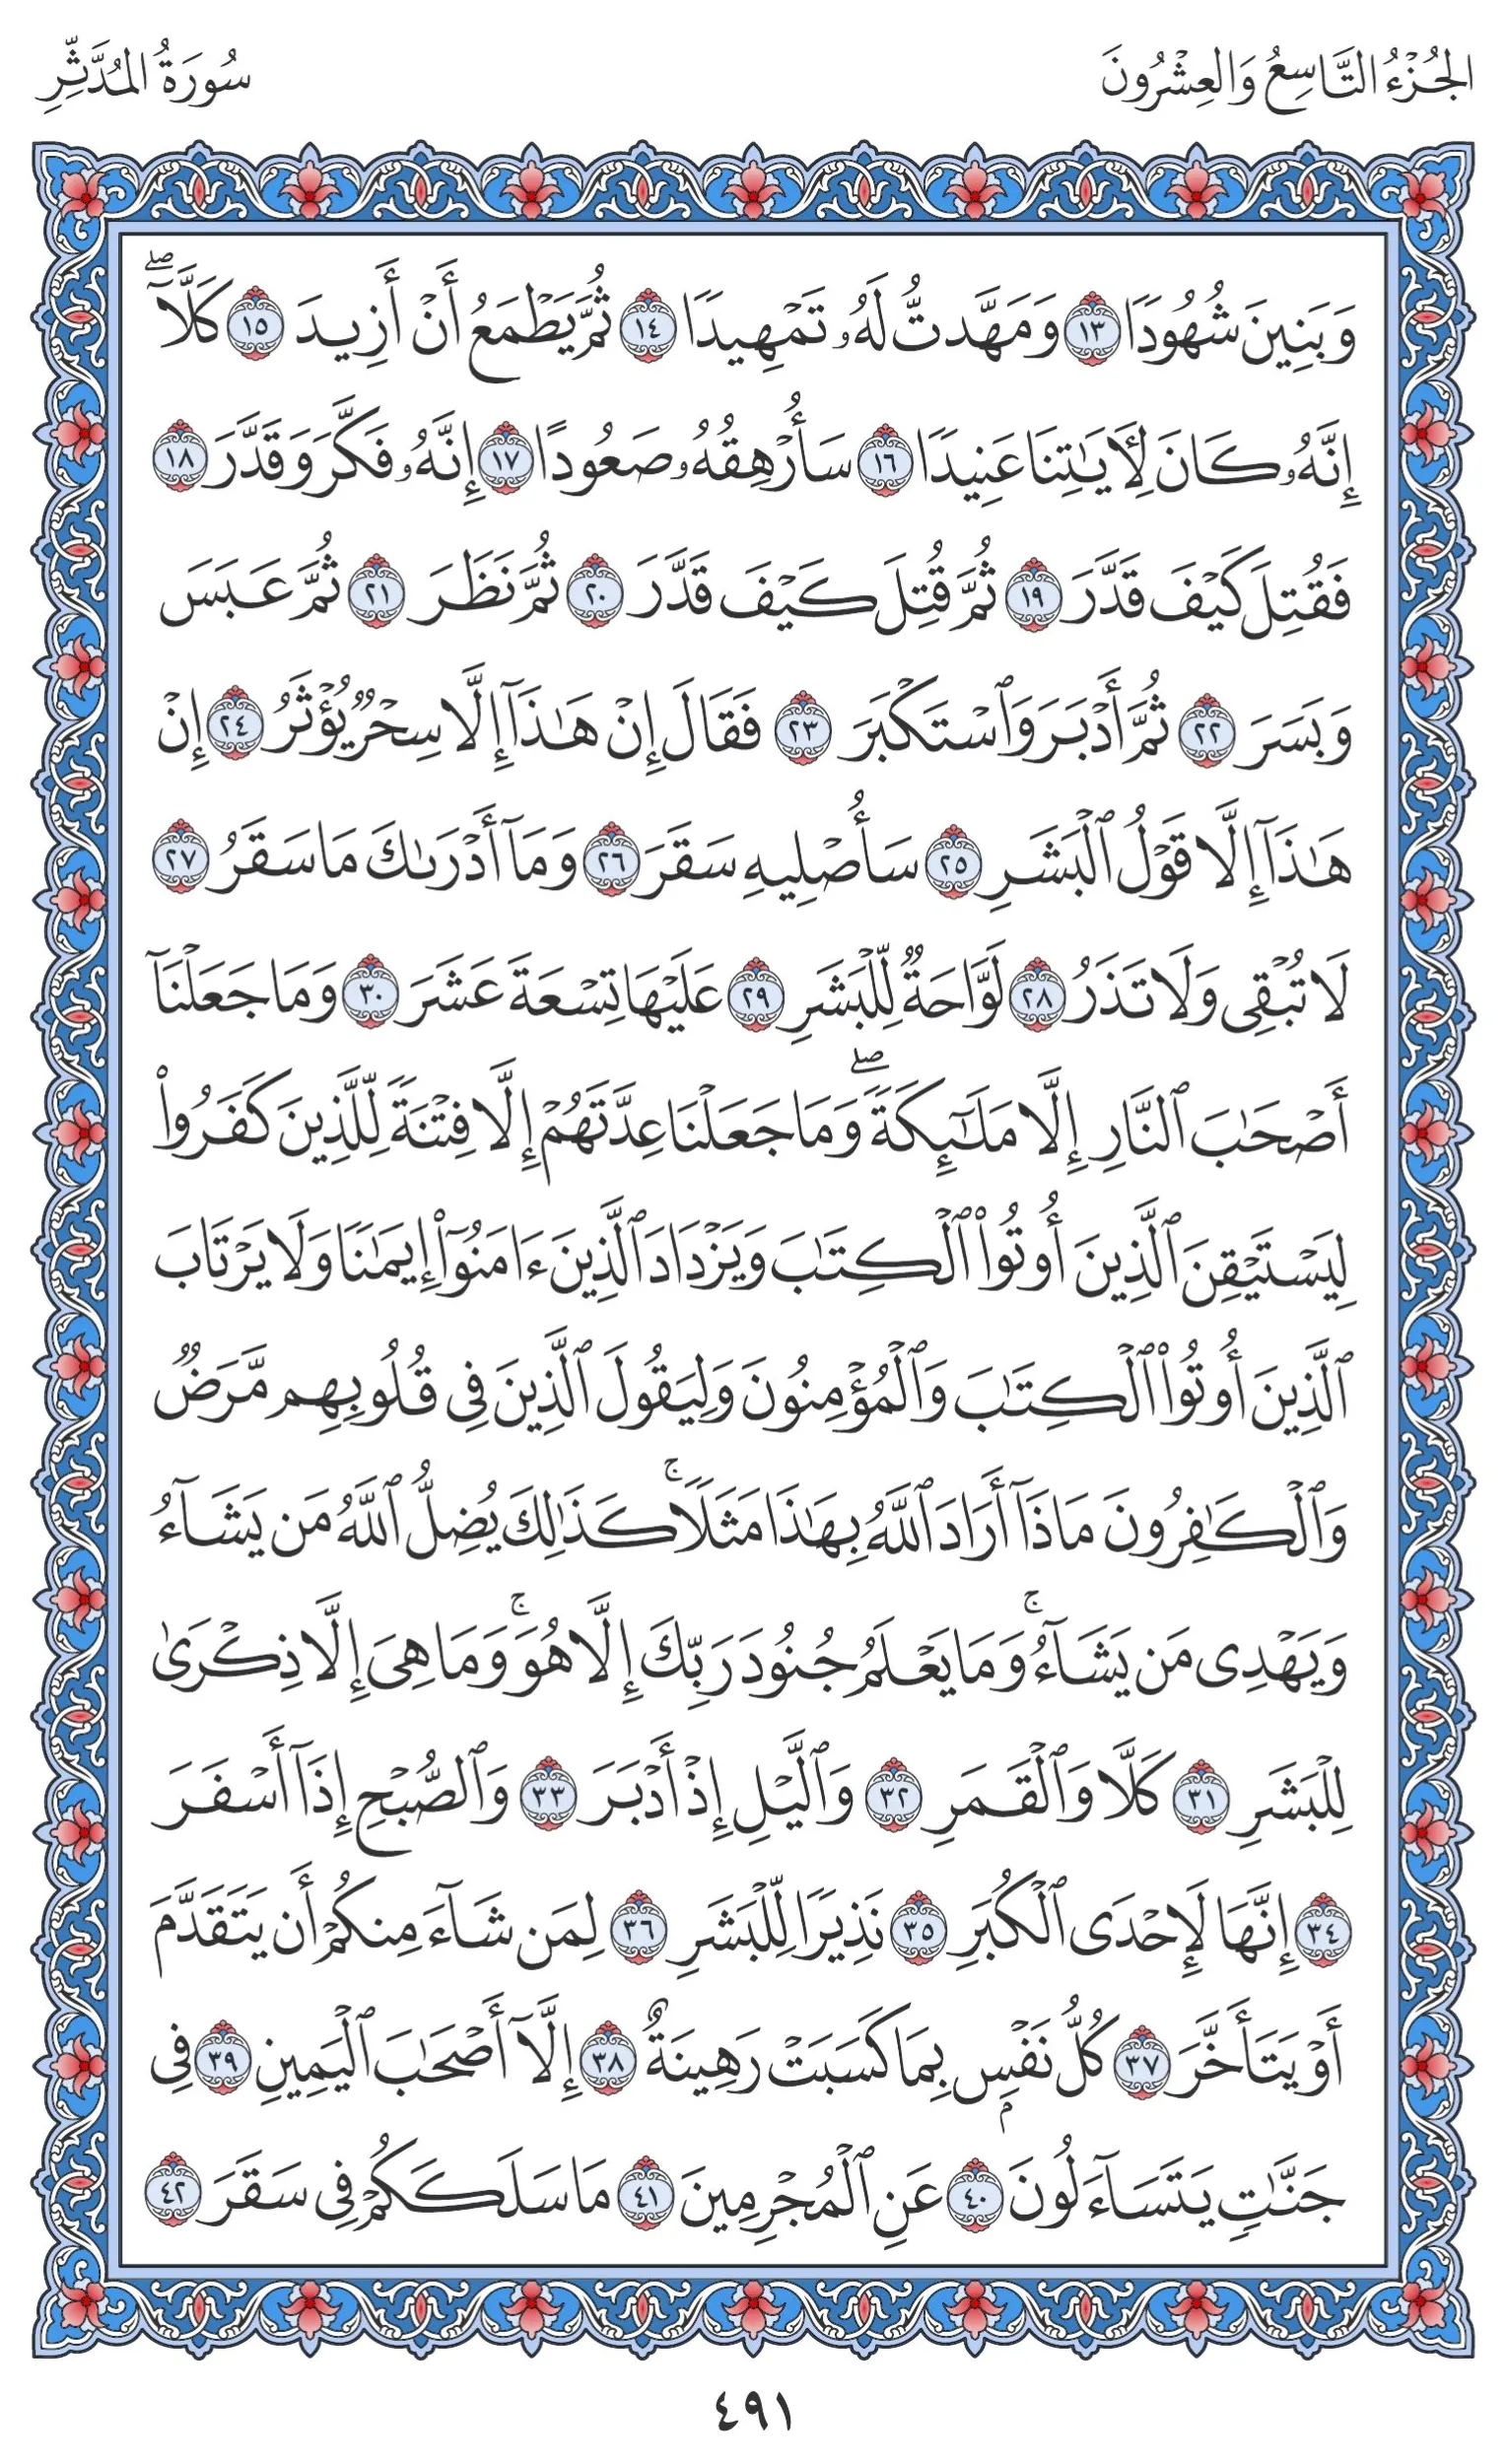 الجُزْءُ التَّاسِعُ وَالعِشْرُونَ
سُورَةُ المُدَّثِّرِ
وَبَنِينَ شُهُودًا ١٣ وَمَهَّدتُّ لَهُۥ تَمْهِيدًا ١٤ ثُمَّ يَطْمَعُ أَنْ أَزِيدَ ١٥ كَلَّآۖ
إِنَّهُۥ كَانَ لِأٓيَـٰتِنَا عَنِيدًا ١٦ سَأُرْهِقُهُۥ صَعُودًا ١٧ إِنَّهُۥ فَكَّرَ وَقَدَّرَ ١٨
فَقُتِلَ كَيْفَ قَدَّرَ ١٩ ثُمَّ قُتِلَ كَيْفَ قَدَّرَ ٢٠ ثُمَّ نَظَرَ ٢١ ثُمَّ عَبَسَ
وَبَسَرَ ٢٢ ثُمَّ أَدْبَرَ وَٱسْتَكْبَرَ ٢٣ فَقَالَ إِنْ هَـٰذَآ إِلَّا سِحْرٌ يُؤْثَرُ ٢٤ إِنْ
هَـٰذَآ إِلَّا قَوْلُ ٱلْبَشَرِ ٢٥ سَأُصْلِيهِ سَقَرَ ٢٦ وَمَآ أَدْرَىٰكَ مَا سَقَرُ ٢٧
لَا تُبْقِى وَلَا تَذَرُ ٢٨ لَوَّاحَةٌ لِّلْبَشَرِ ٢٩ عَلَيْهَا تِسْعَةَ عَشَرَ ٣٠ وَمَا جَعَلْنَآ
أَصْحَـٰبَ ٱلنَّارِ إِلَّا مَلَـٰٓئِكَةًۖ وَمَا جَعَلْنَا عِدَّتَهُمْ إِلَّا فِتْنَةً لِّلَّذِينَ كَفَرُوا۟
لِيَسْتَيْقِنَ ٱلَّذِينَ أُوتُوا۟ ٱلْكِتَـٰبَ وَيَزْدَادَ ٱلَّذِينَ ءَامَنُوٓا۟ إِيمَـٰنًا وَلَا يَرْتَابَ
ٱلَّذِينَ أُوتُوا۟ ٱلْكِتَـٰبَ وَٱلْمُؤْمِنُونَ وَلِيَقُولَ ٱلَّذِينَ فِى قُلُوبِهِم مَّرَضٌ
وَٱلْكَـٰفِرُونَ مَاذَآ أَرَادَ ٱللَّهُ بِهَـٰذَا مَثَلًاۚ كَذَٰلِكَ يُضِلُّ ٱللَّهُ مَن يَشَآءُ
وَيَهْدِى مَن يَشَآءُۚ وَمَا يَعْلَمُ جُنُودَ رَبِّكَ إِلَّا هُوَۚ وَمَا هِىَ إِلَّا ذِكْرَىٰ
لِلْبَشَرِ ٣١ كَلَّا وَٱلْقَمَرِ ٣٢ وَٱلَّيْلِ إِذْ أَدْبَرَ ٣٣ وَٱلصُّبْحِ إِذَآ أَسْفَرَ
٣٤ إِنَّهَا لَإِحْدَى ٱلْكُبَرِ ٣٥ نَذِيرًا لِّلْبَشَرِ ٣٦ لِمَن شَآءَ مِنكُمْ أَن يَتَقَدَّمَ
أَوْ يَتَأَخَّرَ ٣٧ كُلُّ نَفْسٍۭ بِمَا كَسَبَتْ رَهِينَةٌ ٣٨ إِلَّآ أَصْحَـٰبَ ٱلْيَمِينِ ٣٩ فِى
جَنَّـٰتٍ يَتَسَآءَلُونَ ٤٠ عَنِ ٱلْمُجْرِمِينَ ٤١ مَا سَلَكَكُمْ فِى سَقَرَ ٤٢
٤٩١